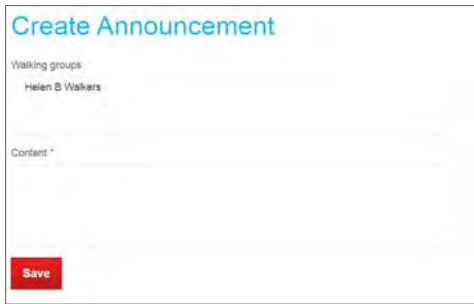 Create Announcement
Walking groups
Helen B Walkers
Content *
Save